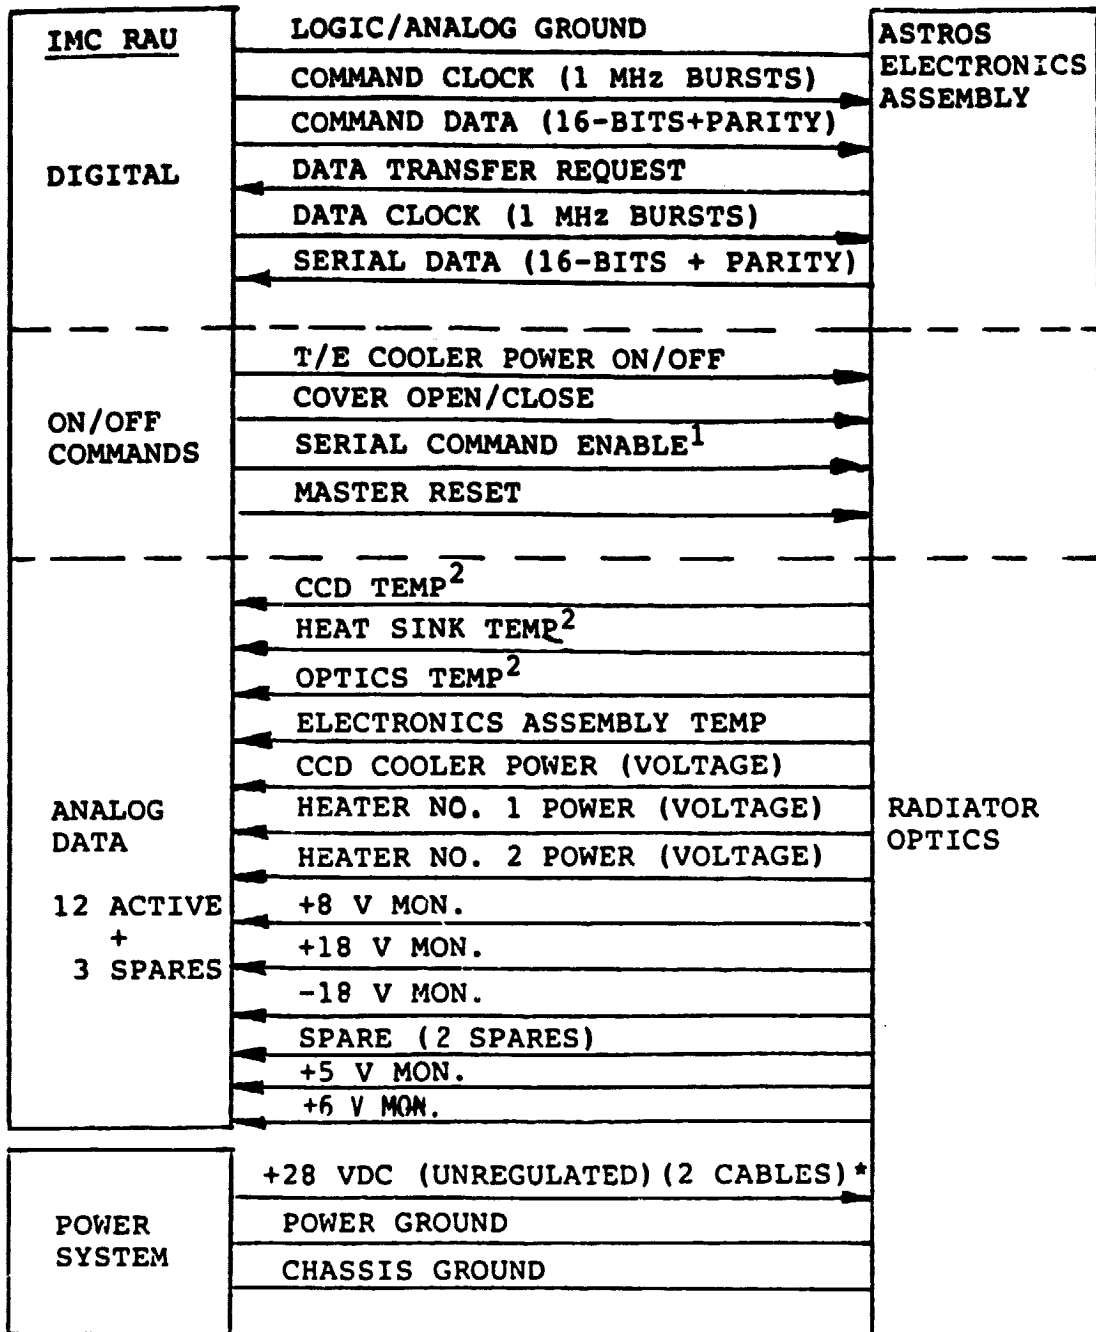 IMC RAU
LOGIC/ANALOG GROUND
ASTROS
ELECTRONICS
ASSEMBLY
COMMAND CLOCK (1 MHz BURSTS)
COMMAND DATA (16-BITS+PARITY)
DIGITAL
DATA TRANSFER REQUEST
DATA CLOCK (1 MHz BURSTS)
SERIAL DATA (16-BITS + PARITY)
T/E COOLER POWER ON/OFF
COVER OPEN/CLOSE
ON/OFF
COMMANDS
SERIAL COMMAND ENABLE1
MASTER RESET
CCD TEMP2
HEAT SINK TEMP2
OPTICS TEMP2
ELECTRONICS ASSEMBLY TEMP
CCD COOLER POWER (VOLTAGE)
ANALOG
DATA
12 ACTIVE
+
3 SPARES
HEATER NO. 1 POWER (VOLTAGE)
RADIATOR
OPTICS
HEATER NO. 2 POWER (VOLTAGE)
+8 V MON.
+18 V MON.
-18 V MON.
SPARE (2 SPARES)
+5 V MON.
+6 V MON.
+28 VDC (UNREGULATED)(2 CABLES)*
POWER
SYSTEM
POWER GROUND
CHASSIS GROUND